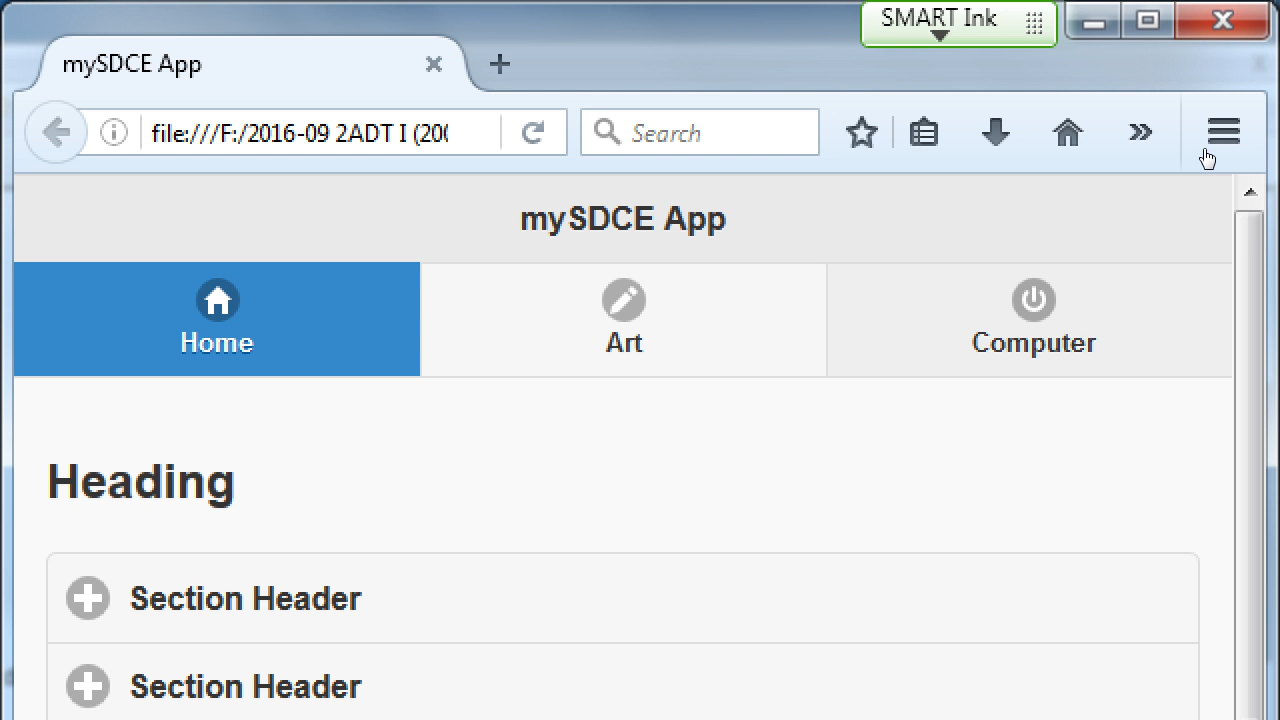 SMART Ink
mySDCE App
file:///F:/2016-09 2ADT I (200
Search
mySDCE App
Home
Art
Computer
Heading
Section Header
Section Header